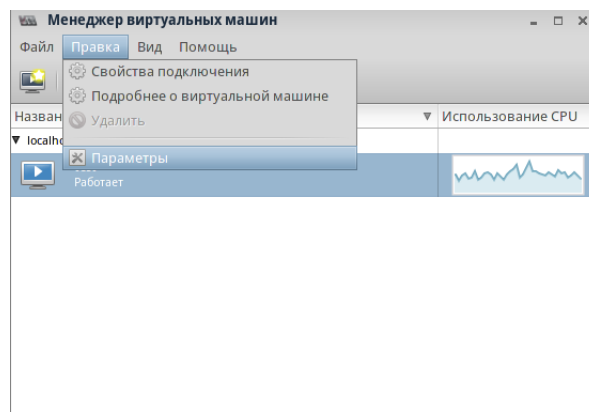 Менеджер виртуальных машин
Файл Правка Вид Помощь
Свойства подключения
Подробнее о виртуальной машине
Удалить
Параметры
Использование CPU
Работает